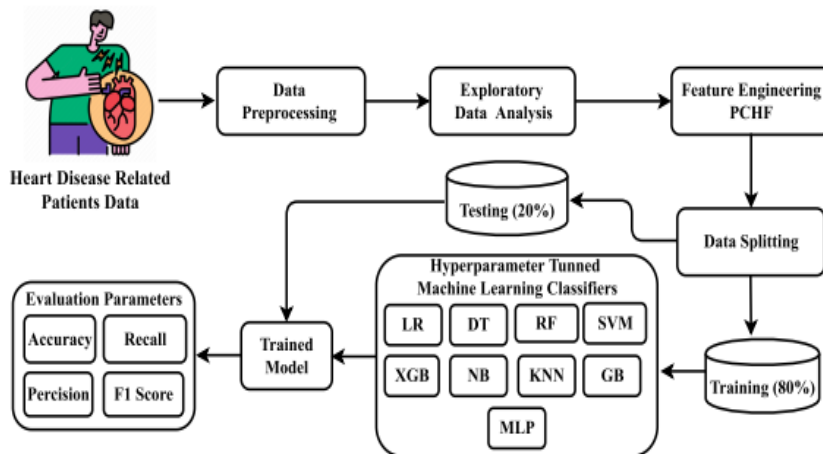 Heart Disease Related
Patients Data
Data
Preprocessing
Exploratory
Data Analysis
Feature Engineering
PCHF
Data Splitting
Testing (20%)
Training (80%)
Hyperparameter Tunned
Machine Learning Classifiers
LR
DT
RF
SVM
XGB
NB
KNN
GB
MLP
Trained
Model
Evaluation Parameters
Accuracy
Recall
Percision
F1 Score